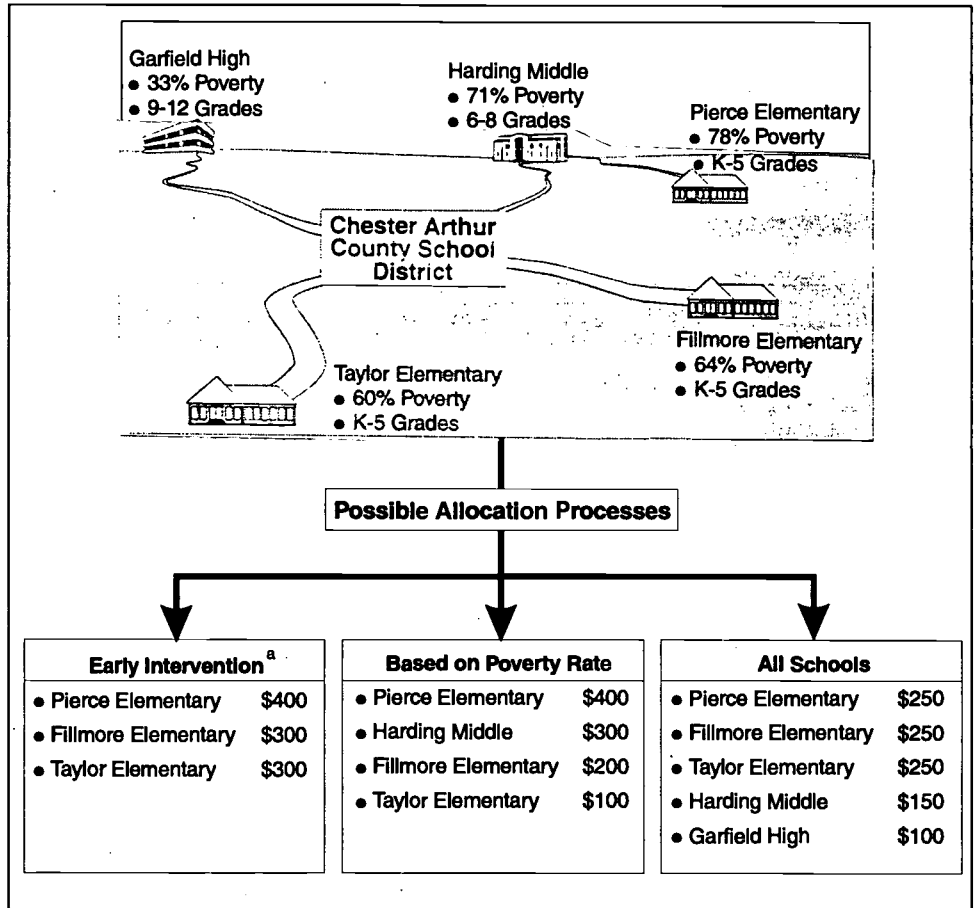 Garfield High
• 33% Poverty
• 9-12 Grades
Harding Middle
• 71% Poverty
• 6-8 Grades
Pierce Elementary
• 78% Poverty
• K-5 Grades
Chester Arthur
County School
District
Fillmore Elementary
• 64% Poverty
• K-5 Grades
Taylor Elementary
• 60% Poverty
• K-5 Grades
Possible Allocation Processes
Early Intervention a
• Pierce Elementary $400
• Fillmore Elementary $300
• Taylor Elementary $300
Based on Poverty Rate
• Pierce Elementary $400
• Harding Middle $300
• Fillmore Elementary $200
• Taylor Elementary $100
All Schools
• Pierce Elementary $250
• Fillmore Elementary $250
• Taylor Elementary $250
• Harding Middle $150
• Garfield High $100